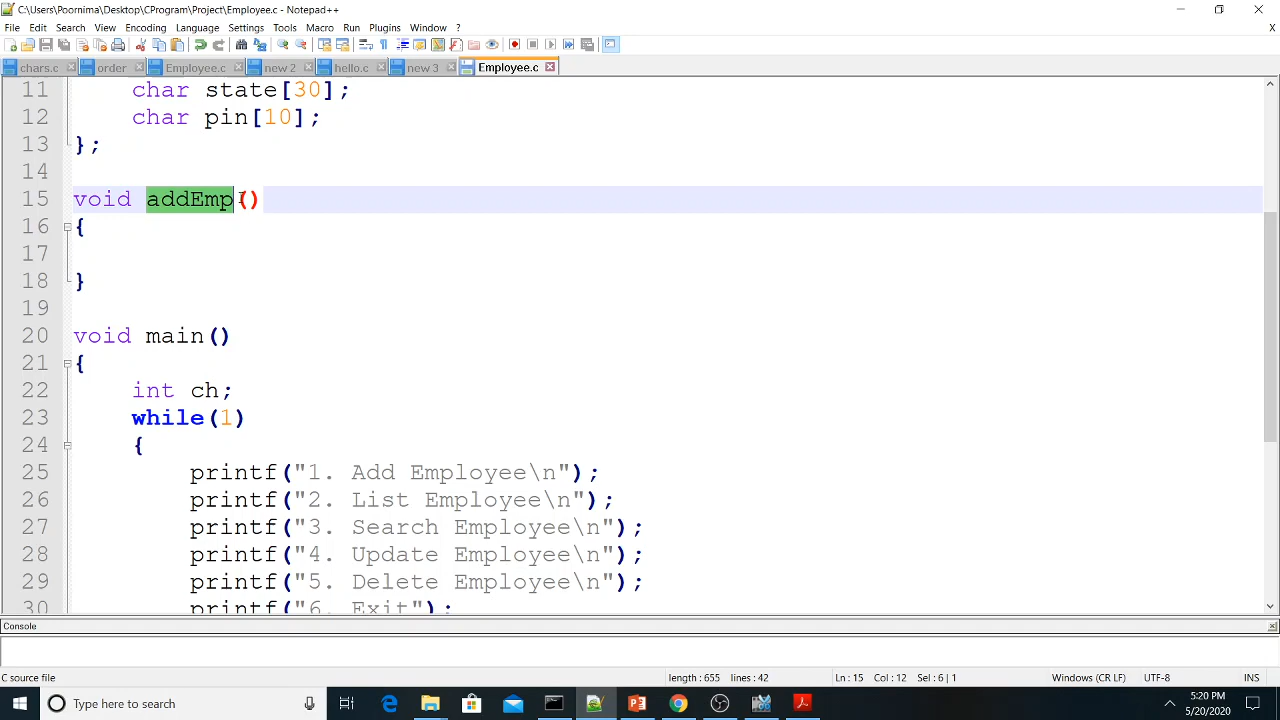 C:\Users\Poornima\Desktop\CProgram\Project\Employee.c - Notepad++
File Edit Search View Encoding Language Settings Tools Macro Run Plugins Window ? X
chars.c order Employee.c new 2 hello.c new 3 Employee.c
11 char state[30];
12 char pin[10];
13 };
14
15 void addEmp()
16 {
17
18 }
19
20 void main()
21 {
22 int ch;
23 while(1)
24 {
25 printf("1. Add Employee\n");
26 printf("2. List Employee\n");
27 printf("3. Search Employee\n");
28 printf("4. Update Employee\n");
29 printf("5. Delete Employee\n");
30 printf("6. Exit");
Console
C source file length : 655 lines : 42 Ln : 15 Col : 12 Sel : 6 | 1 Windows (CR LF) UTF-8 INS
Type here to search
5:20 PM
5/20/2020